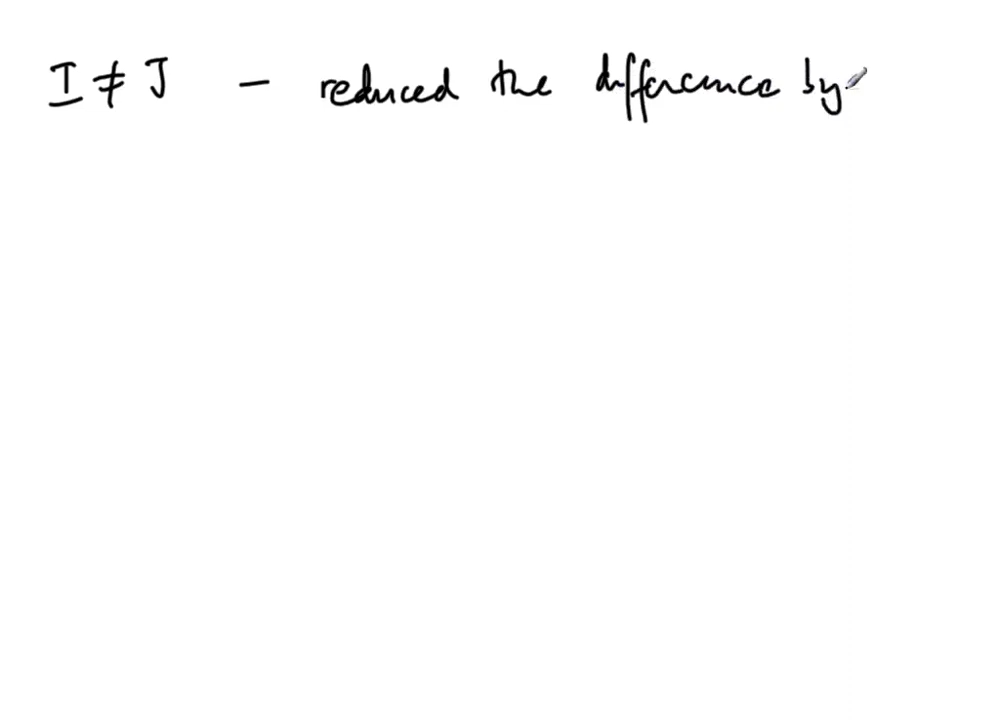 I ≠ J – reduced the difference by